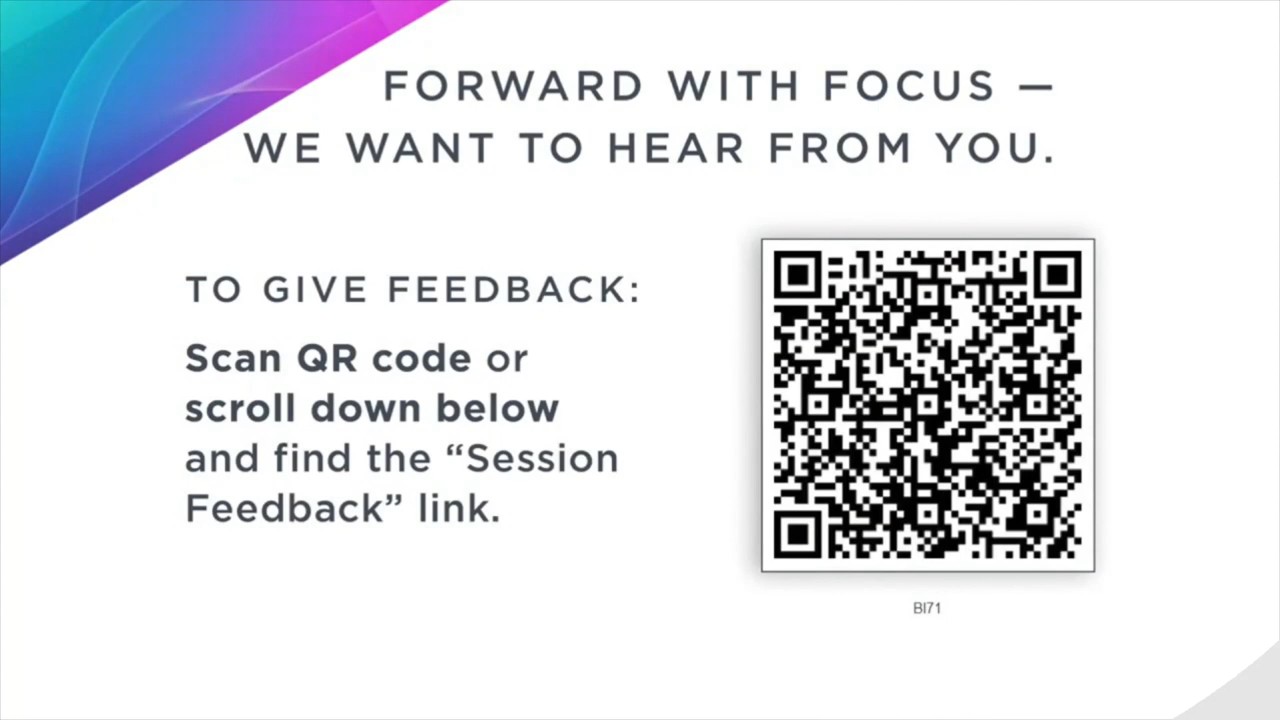 FORWARD WITH FOCUS —
WE WANT TO HEAR FROM YOU.
TO GIVE FEEDBACK:
Scan QR code or
scroll down below
and find the “Session
Feedback” link.
BI71